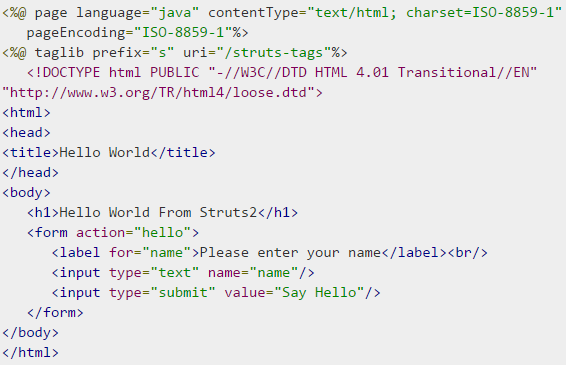 <%@ page language="java" contentType="text/html; charset=ISO-8859-1"
   pageEncoding="ISO-8859-1"%>
<%@ taglib prefix="s" uri="/struts-tags"%>
   <!DOCTYPE html PUBLIC "-//W3C//DTD HTML 4.01 Transitional//EN"
"http://www.w3.org/TR/html4/loose.dtd">
<html>
<head>
<title>Hello World</title>
</head>
<body>
   <h1>Hello World From Struts2</h1>
   <form action="hello">
      <label for="name">Please enter your name</label><br/>
      <input type="text" name="name"/>
      <input type="submit" value="Say Hello"/>
   </form>
</body>
</html>